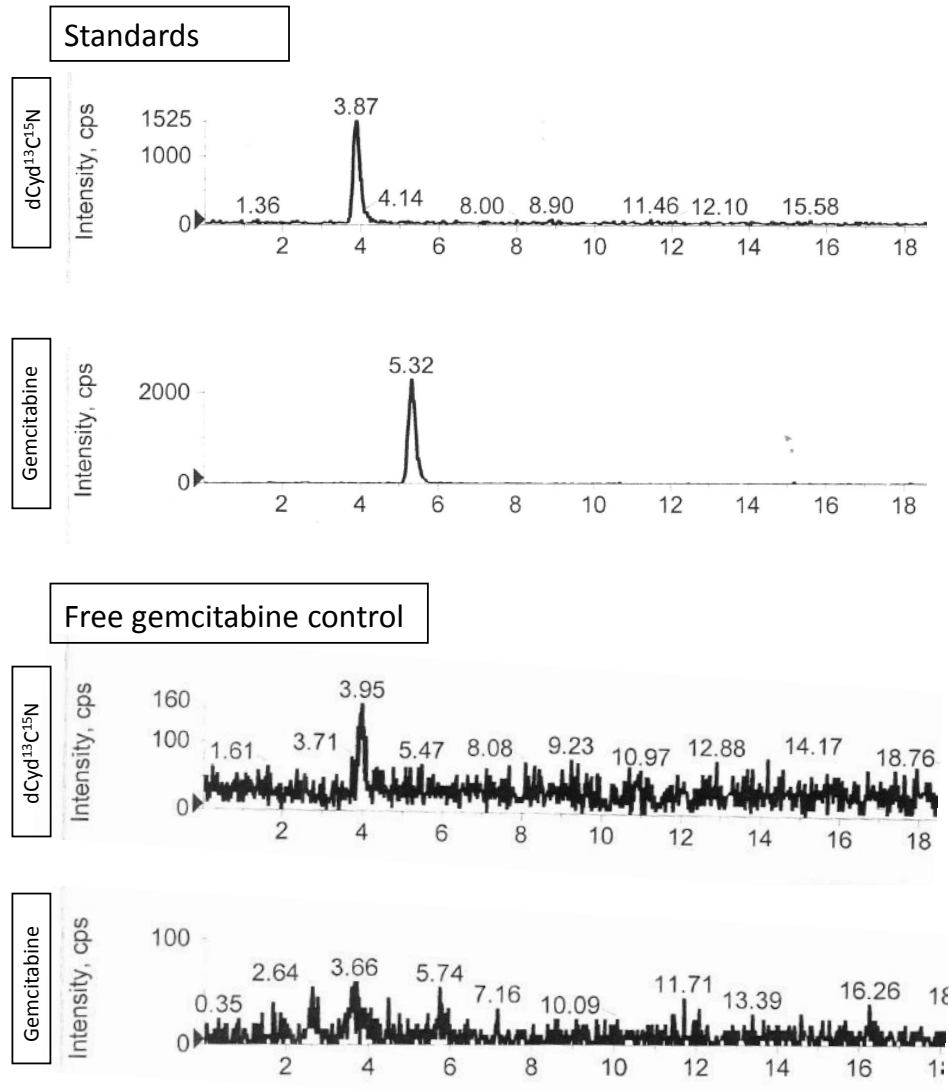 Standards
dCyd¹³C¹⁵N
Intensity, cps
1525
1000
0
3.87
1.36 4.14 8.00 8.90 11.46 12.10 15.58
2 4 6 8 10 12 14 16 18
Gemcitabine
Intensity, cps
2000
0
5.32
2 4 6 8 10 12 14 16 18
Free gemcitabine control
dCyd¹³C¹⁵N
Intensity, cps
160
100
0
3.95
1.61 3.71 5.47 8.08 9.23 10.97 12.88 14.17 18.76
2 4 6 8 10 12 14 16 18
Gemcitabine
Intensity, cps
100
0
0.35 2.64 3.66 5.74 7.16 10.09 11.71 13.39 16.26
2 4 6 8 10 12 14 16